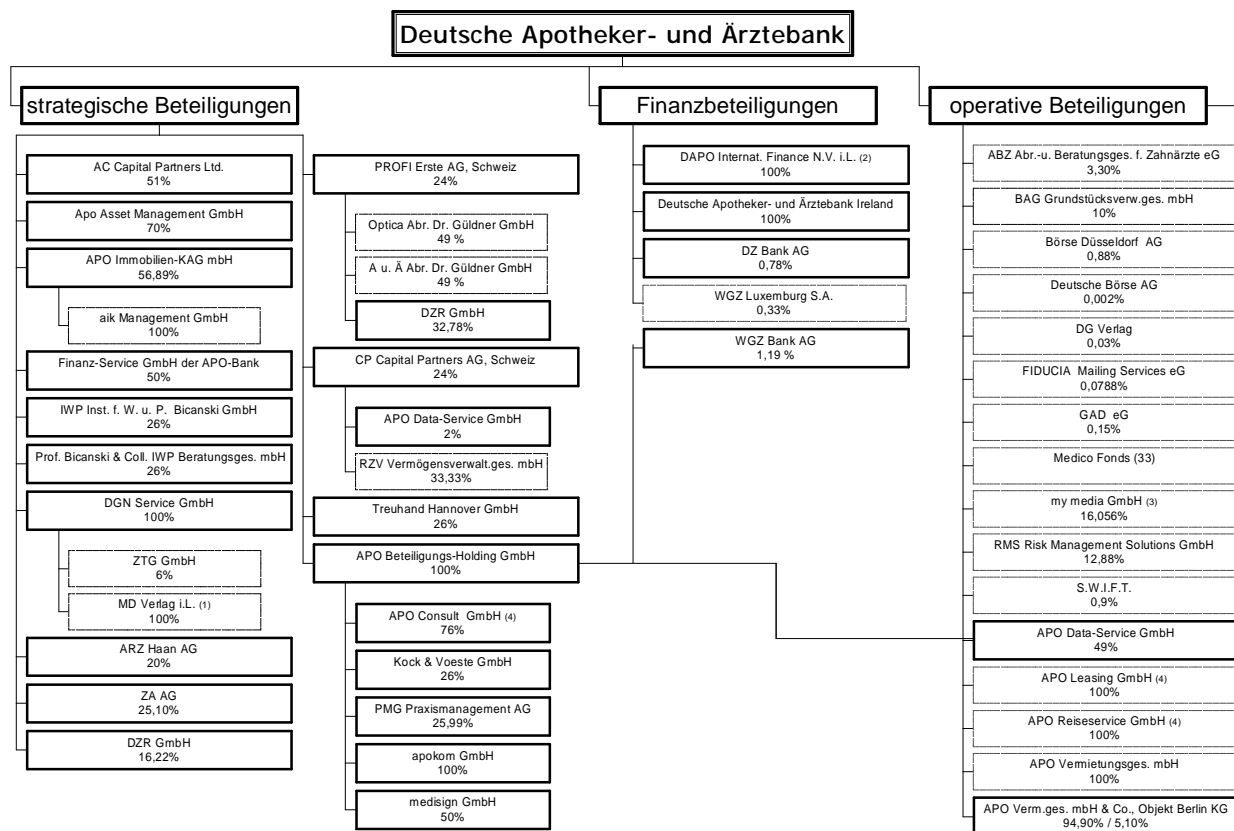 Deutsche Apotheker- und Ärztebank
strategische Beteiligungen
AC Capital Partners Ltd.
51%
Apo Asset Management GmbH
70%
APO Immobilien-KAG mbH
56,89%
aik Management GmbH
100%
Finanz-Service GmbH der APO-Bank
50%
IWP Inst. f. W. u. P. Bicanski GmbH
26%
Prof. Bicanski & Coll. IWP Beratungsges. mbH
26%
DGN Service GmbH
100%
ZTG GmbH
6%
MD Verlag i.L. (1)
100%
ARZ Haan AG
20%
ZA AG
25,10%
DZR GmbH
16,22%
PROFI Erste AG, Schweiz
24%
Optica Abr. Dr. Güldner GmbH
49 %
A u. Ä Abr. Dr. Güldner GmbH
49 %
DZR GmbH
32,78%
CP Capital Partners AG, Schweiz
24%
APO Data-Service GmbH
2%
RZV Vermögensverwalt.ges. mbH
33,33%
Treuhand Hannover GmbH
26%
APO Beteiligungs-Holding GmbH
100%
APO Consult GmbH (4)
76%
Kock & Voeste GmbH
26%
PMG Praxismanagement AG
25,99%
apokom GmbH
100%
medisign GmbH
50%
Finanzbeteiligungen
DAPO Internat. Finance N.V. i.L. (2)
100%
Deutsche Apotheker- und Ärztebank Ireland
100%
DZ Bank AG
0,78%
WGZ Luxemburg S.A.
0,33%
WGZ Bank AG
1,19 %
operative Beteiligungen
ABZ Abr.-u. Beratungsges. f. Zahnärzte eG
3,30%
BAG Grundstücksverw.ges. mbH
10%
Börse Düsseldorf AG
0,88%
Deutsche Börse AG
0,002%
DG Verlag
0,03%
FIDUCIA Mailing Services eG
0,0788%
GAD eG
0,15%
Medico Fonds (33)
my media GmbH (3)
16,056%
RMS Risk Management Solutions GmbH
12,88%
S.W.I.F.T.
0,9%
APO Data-Service GmbH
49%
APO Leasing GmbH (4)
100%
APO Reiseservice GmbH (4)
100%
APO Vermietungsges. mbH
100%
APO Verm.ges. mbH & Co., Objekt Berlin KG
94,90% / 5,10%